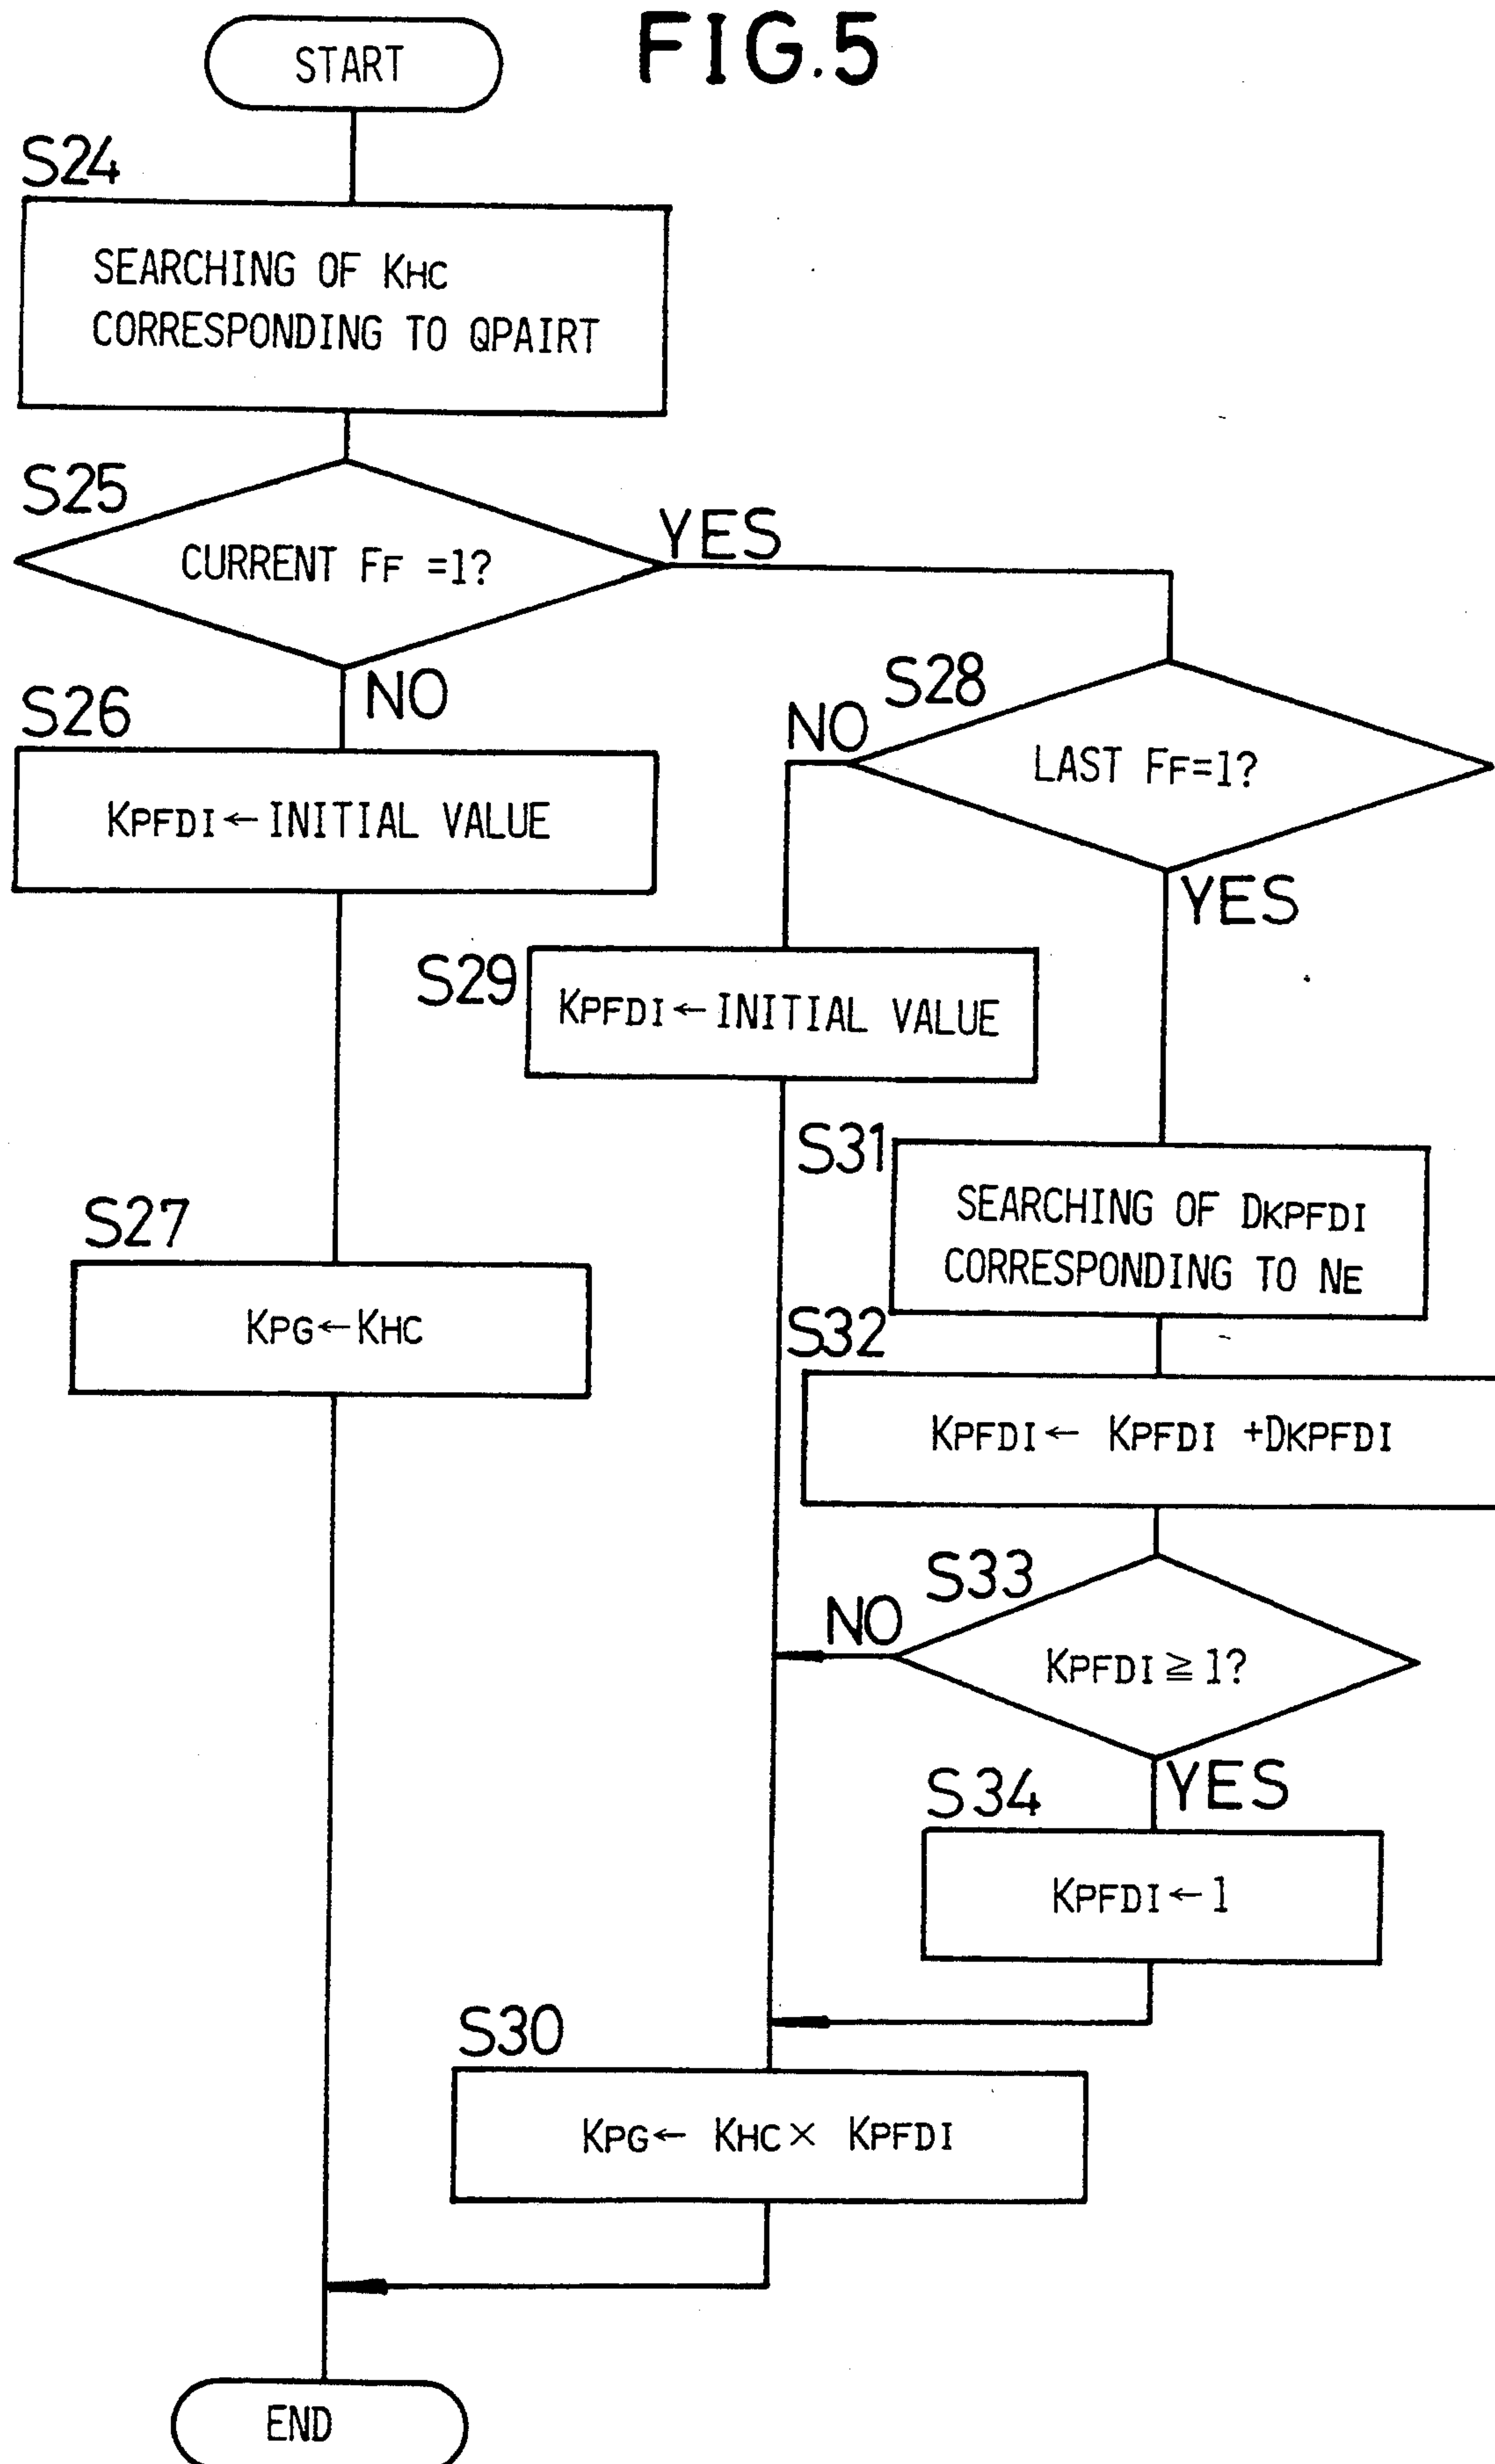 FIG.5
START
S24
SEARCHING OF KHC
CORRESPONDING TO QPAIRT
S25
CURRENT FF =1?
YES
NO
S26
KPFDI←INITIAL VALUE
S28
NO
LAST FF=1?
YES
S29
KPFDI←INITIAL VALUE
S31
SEARCHING OF DKPFDI
CORRESPONDING TO NE
S27
KPG←KHC
S32
KPFDI← KPFDI +DKPFDI
S33
NO
KPFDI≧1?
YES
S34
KPFDI←1
S30
KPG← KHC× KPFDI
END